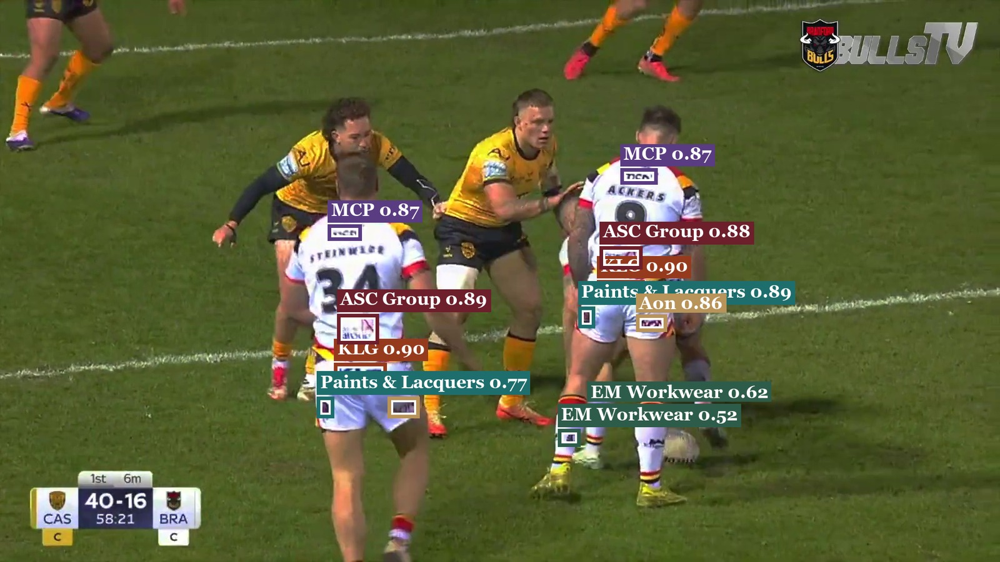 BRADFORD
BULLS
BULLSTV
MCP 0.87
ACKERS
9
MCP 0.87
ASC Group 0.88
STEINWLOE
KLG 0.90
34
Paints & Lacquers 0.89
ASC Group 0.89
Aon 0.86
KLG 0.90
Paints & Lacquers 0.77
EM Workwear 0.62
EM Workwear 0.52
1st 6m
40-16
CAS
58:21
BRA
C
C